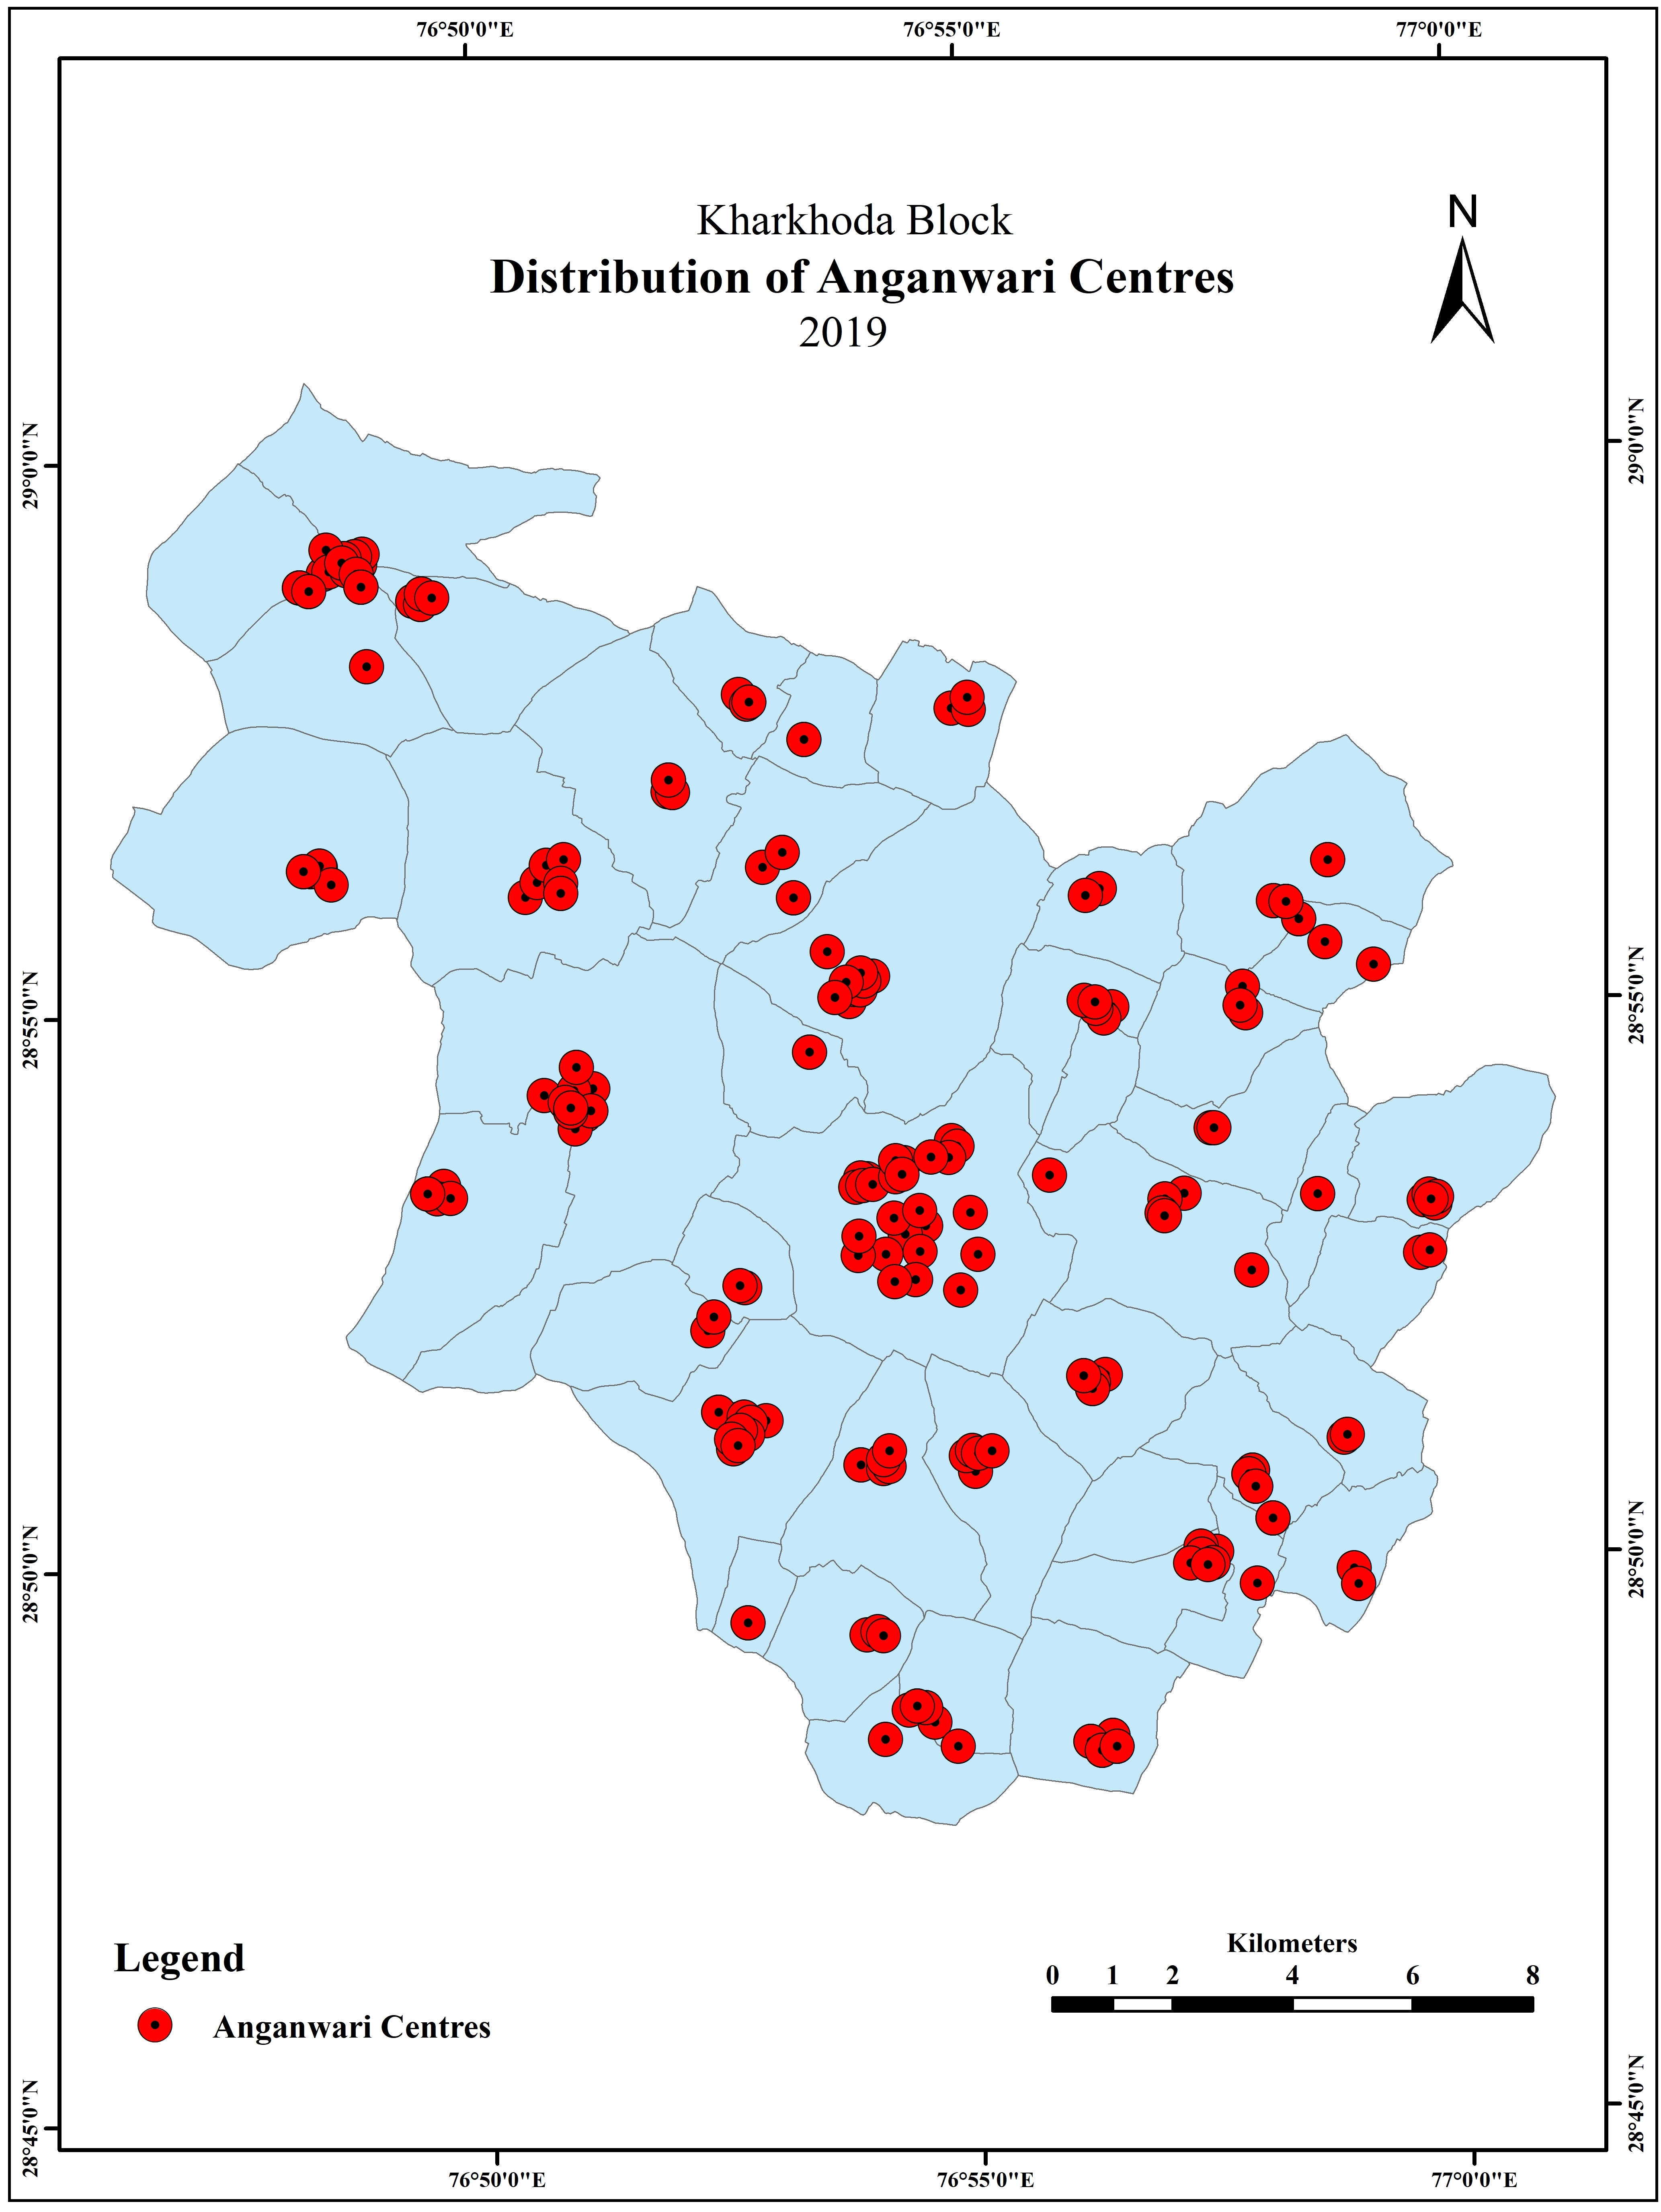 76°50'0"E 76°55'0"E 77°0'0"E
Kharkhoda Block
N
Distribution of Anganwari Centres
2019
29°0'0"N 29°0'0"N
28°55'0"N 28°55'0"N
28°50'0"N 28°50'0"N
Legend
Kilometers
0 1 2 4 6 8
Anganwari Centres
28°45'0"N 28°45'0"N
76°50'0"E 76°55'0"E 77°0'0"E